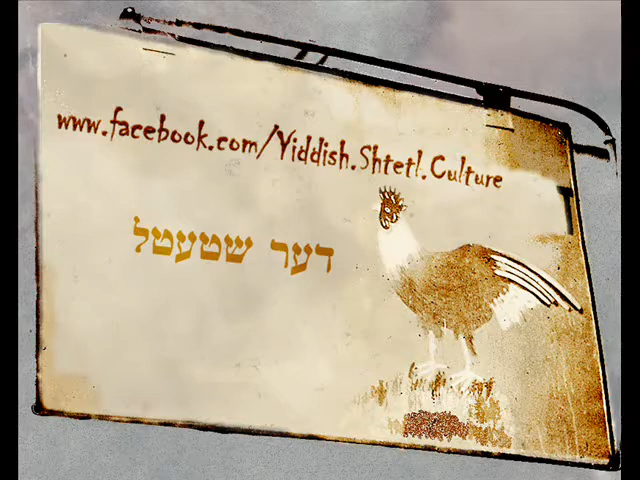 www.facebook.com/Yiddish.Shtetl.Culture
דער שטעטל